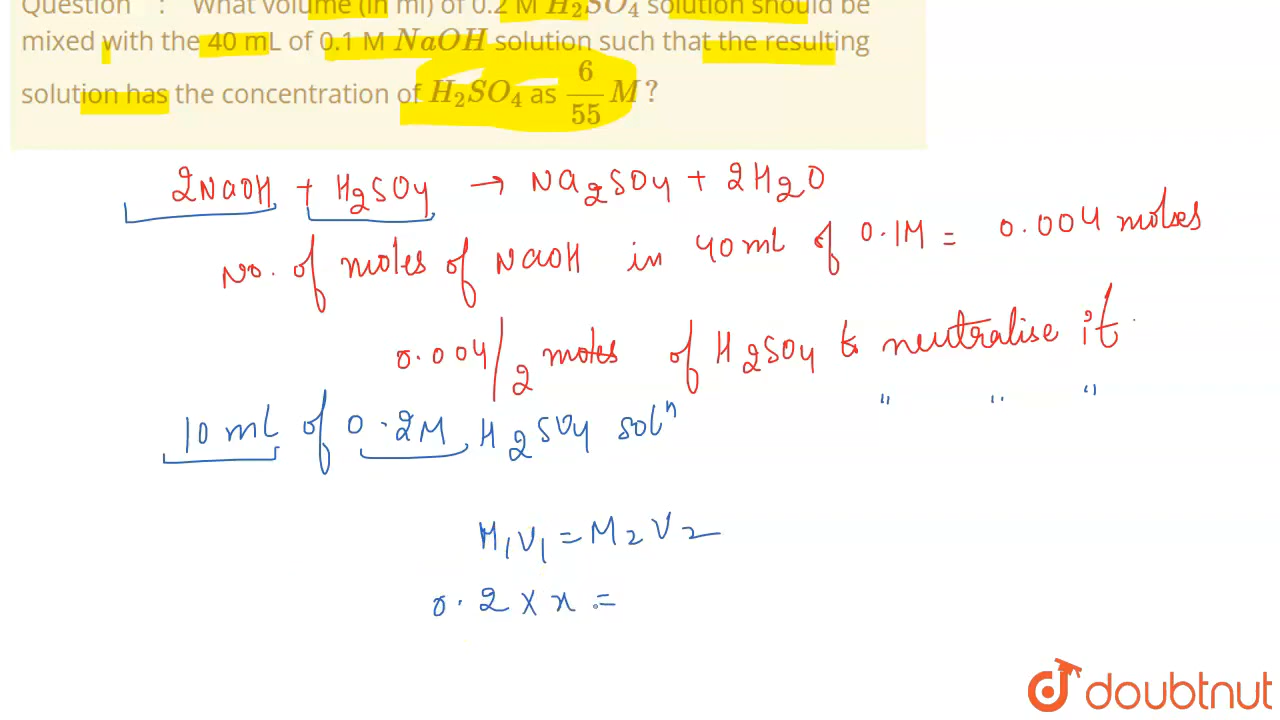 Question : What volume (in ml) of 0.2 M H₂SO₄ solution should be
mixed with the 40 mL of 0.1 M NaOH solution such that the resulting
solution has the concentration of H₂SO₄ as 6/55 M ?
2NaOH + H₂SO₄ → Na₂SO₄ + 2H₂O
No. of moles of NaOH in 40 ml of 0.1M = 0.004 moles
0.004/2 moles of H₂SO₄ to neutralise it.
10 ml of 0.2M H₂SO₄ solⁿ " " "
M₁V₁ = M₂V₂
0.2 × x =
doubtnut